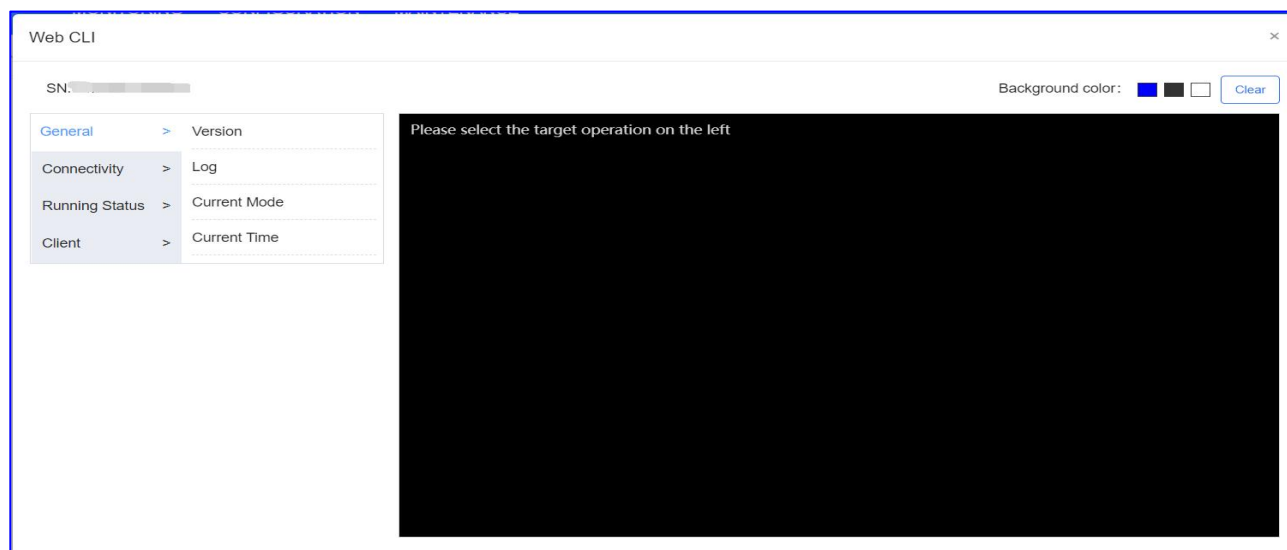 Web CLI ×
SN:
Background color: Clear
General > Version
Connectivity > Log
Running Status > Current Mode
Client > Current Time
Please select the target operation on the left